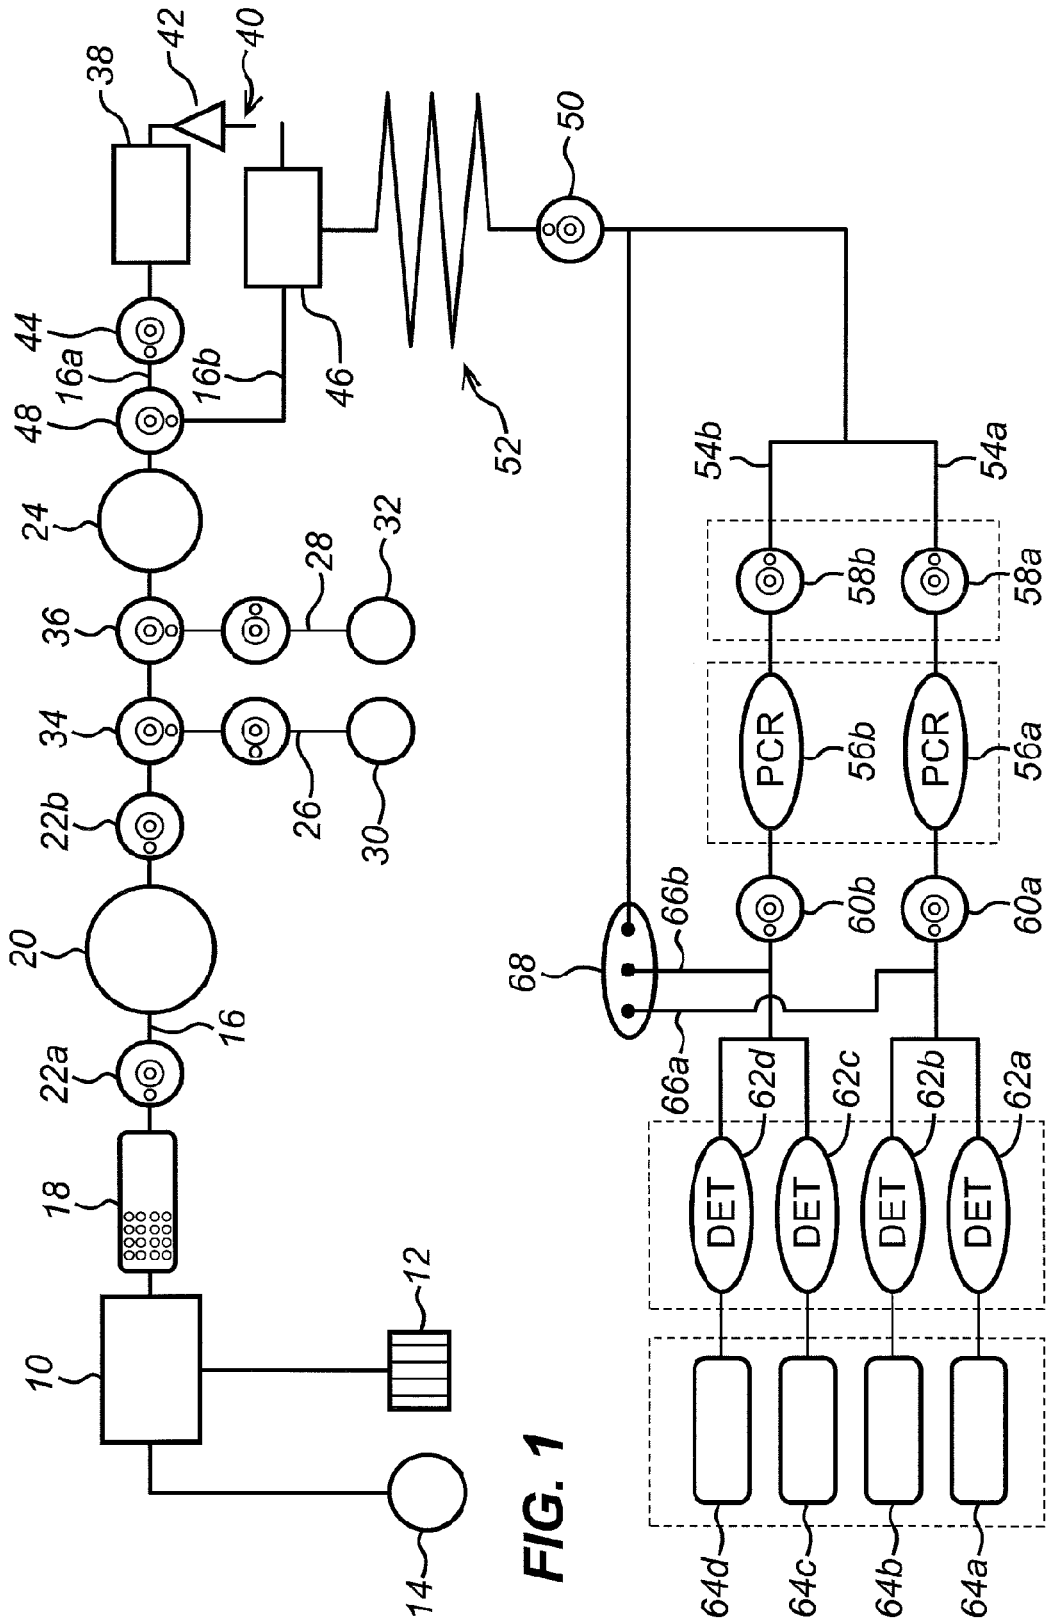 14
10
12
18
22a
16
20
22b
34
26
30
36
28
32
24
48
16a
44
16b
38
42
40
46
52
50
FIG. 1
64d
64c
64b
64a
DET
DET
DET
DET
62d
62c
62b
62a
66a
66b
68
60b
60a
PCR
PCR
56b
56a
58b
58a
54b
54a